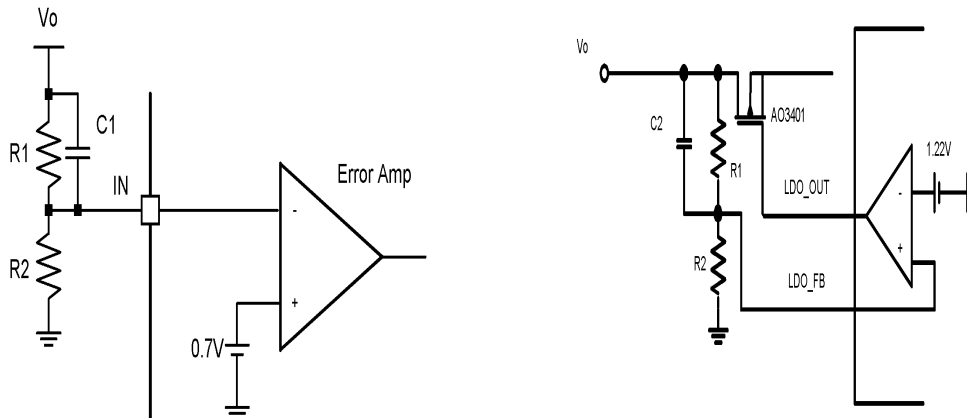 Vo
C1
R1
IN
Error Amp
-
R2
+
0.7V
Vo
AO3401
C2
1.22V
R1
LDO_OUT
-
+
R2
LDO_FB